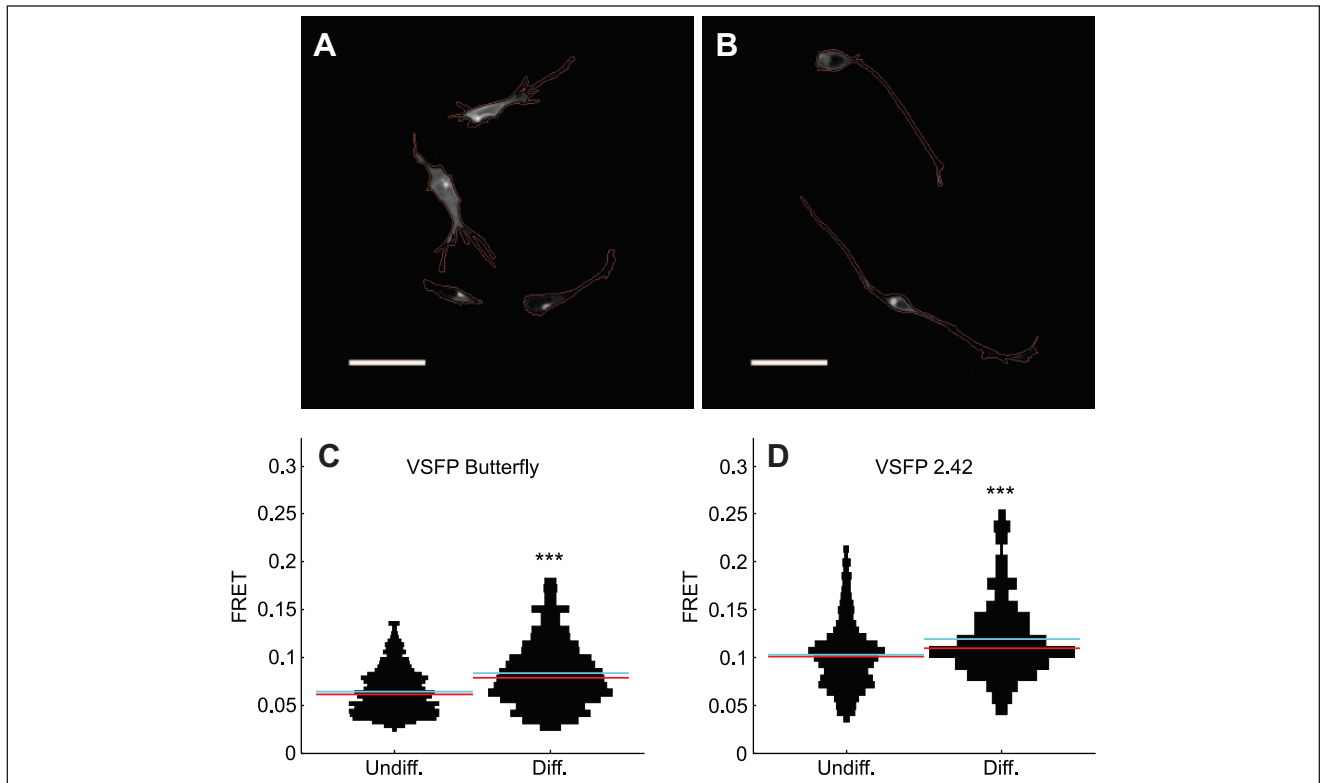 A
B
C
VSFP Butterfly
0.3
0.25
0.2
0.15
0.1
0.05
0
FRET
***
Undiff.
Diff.
D
VSFP 2.42
0.3
0.25
0.2
0.15
0.1
0.05
0
FRET
***
Undiff.
Diff.